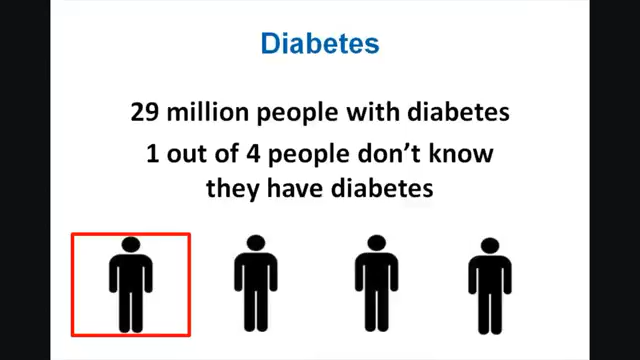 Diabetes
29 million people with diabetes
1 out of 4 people don’t know
they have diabetes